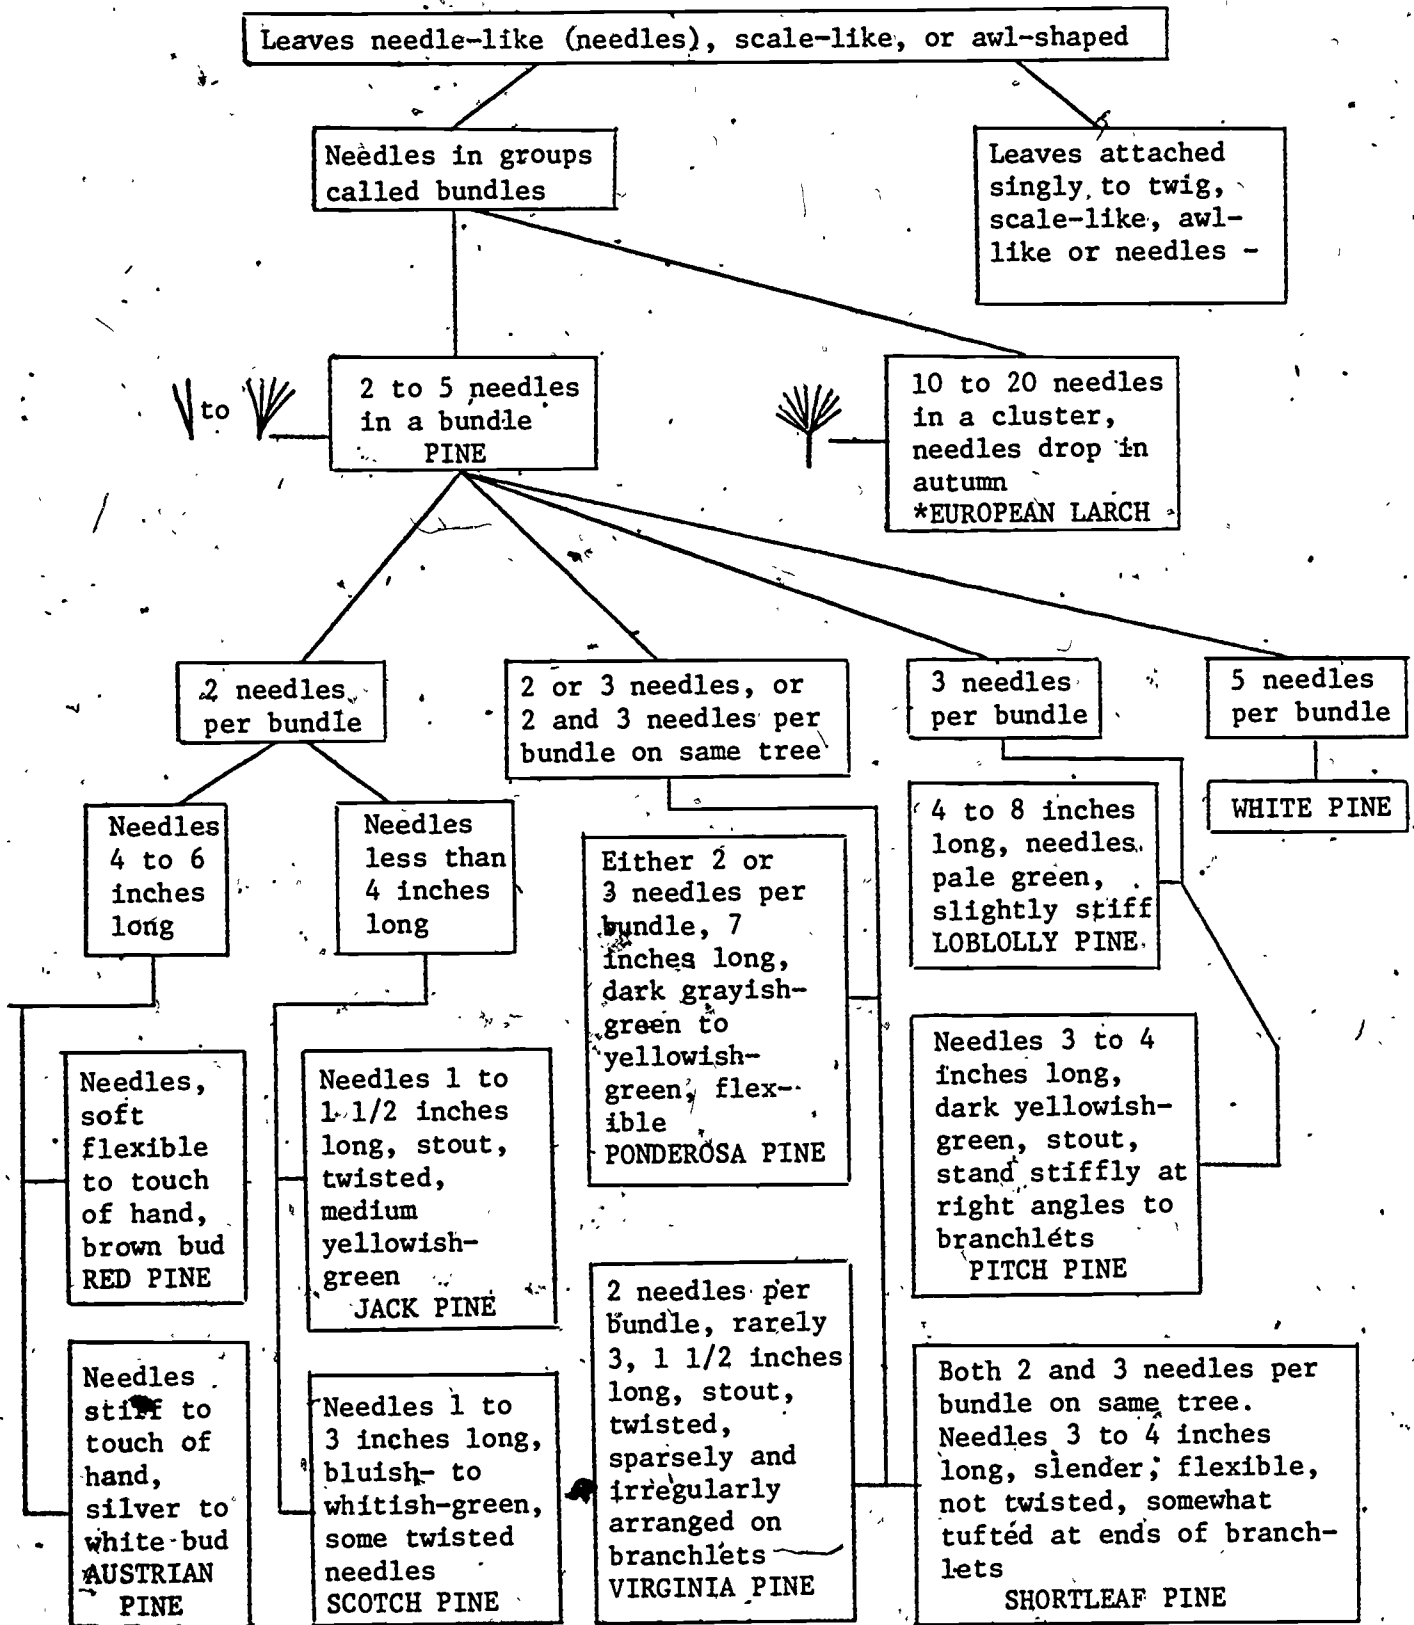 Leaves needle-like (needles), scale-like, or awl-shaped
Needles in groups
called bundles
Leaves attached
singly to twig,
scale-like, awl-
like or needles -
to
2 to 5 needles
in a bundle
PINE
10 to 20 needles
in a cluster,
needles drop in
autumn
*EUROPEAN LARCH
2 needles
per bundle
2 or 3 needles, or
2 and 3 needles per
bundle on same tree
3 needles
per bundle
5 needles
per bundle
Needles
4 to 6
inches
long
Needles
less than
4 inches
long
Either 2 or
3 needles per
bundle, 7
inches long,
dark grayish-
green to
yellowish-
green, flex-
ible
PONDEROSA PINE
4 to 8 inches
long, needles
pale green,
slightly stiff
LOBLOLLY PINE
WHITE PINE
Needles,
soft
flexible
to touch
of hand,
brown bud
RED PINE
Needles 1 to
1 1/2 inches
long, stout,
twisted,
medium
yellowish-
green
JACK PINE
Needles 3 to 4
inches long,
dark yellowish-
green, stout,
stand stiffly at
right angles to
branchlets
PITCH PINE
Needles
stiff to
touch of
hand,
silver to
white bud
AUSTRIAN
PINE
Needles 1 to
3 inches long,
bluish- to
whitish-green,
some twisted
needles
SCOTCH PINE
2 needles per
bundle, rarely
3, 1 1/2 inches
long, stout,
twisted,
sparsely and
irregularly
arranged on
branchlets
VIRGINIA PINE
Both 2 and 3 needles per
bundle on same tree.
Needles 3 to 4 inches
long, slender, flexible,
not twisted, somewhat
tufted at ends of branch-
lets
SHORTLEAF PINE